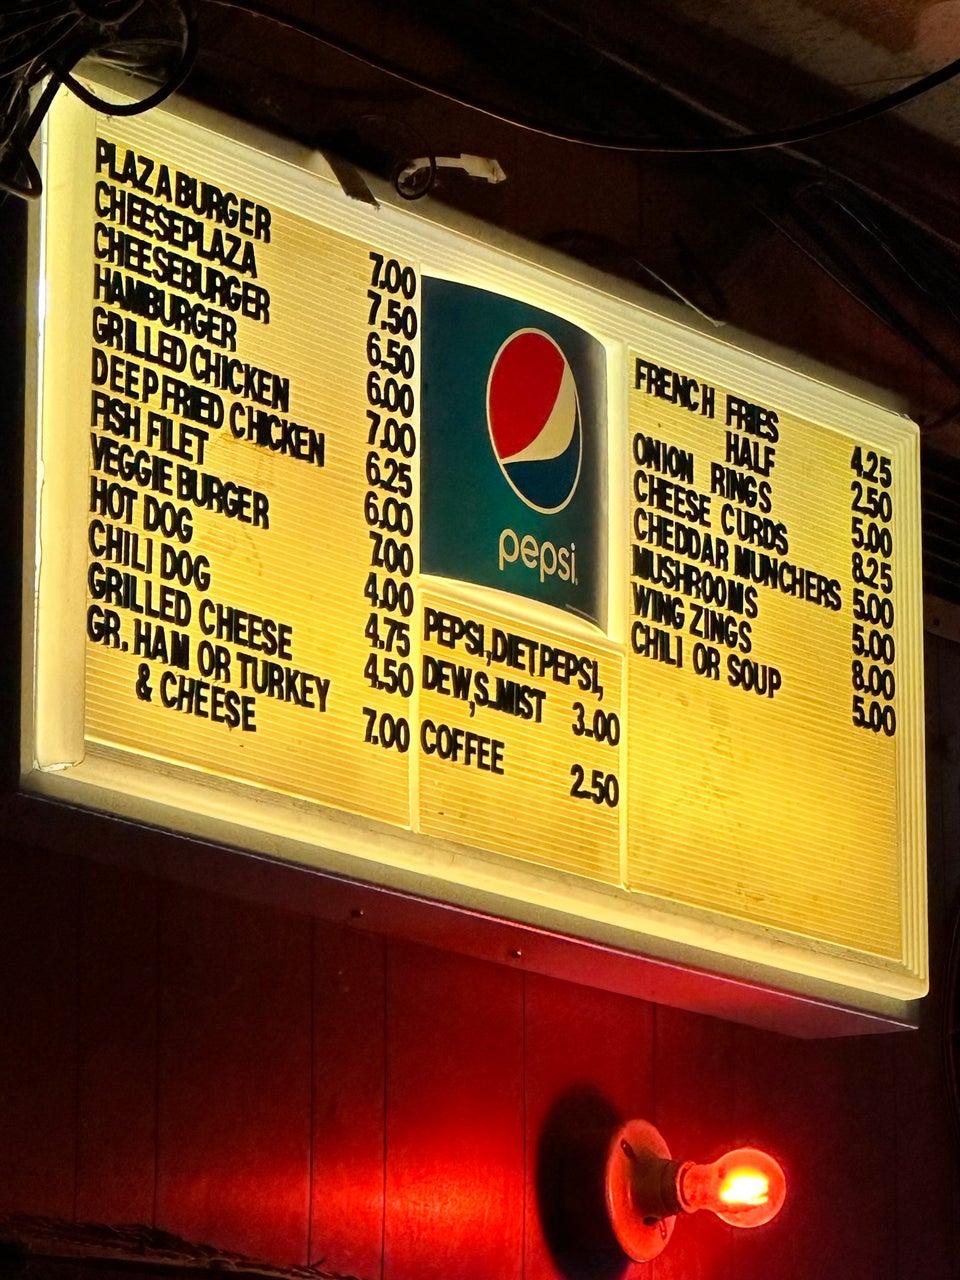 PLAZA BURGER 7.00
CHEESEPLAZA 7.50
CHEESEBURGER 6.50
HAMBURGER 6.00
GRILLED CHICKEN 7.00
DEEP FRIED CHICKEN 6.25
FISH FILET 6.00
VEGGIE BURGER 7.00
HOT DOG 4.00
CHILI DOG 4.75
GRILLED CHEESE 4.50
GR. HAM OR TURKEY
& CHEESE 7.00
pepsi
PEPSI,DIET PEPSI,
DEW,S.MIST 3.00
COFFEE 2.50
FRENCH FRIES 4.25
HALF 2.50
ONION RINGS 5.00
CHEESE CURDS 8.25
CHEDDAR MUNCHERS 5.00
MUSHROOMS 5.00
WING ZINGS 8.00
CHILI OR SOUP 5.00